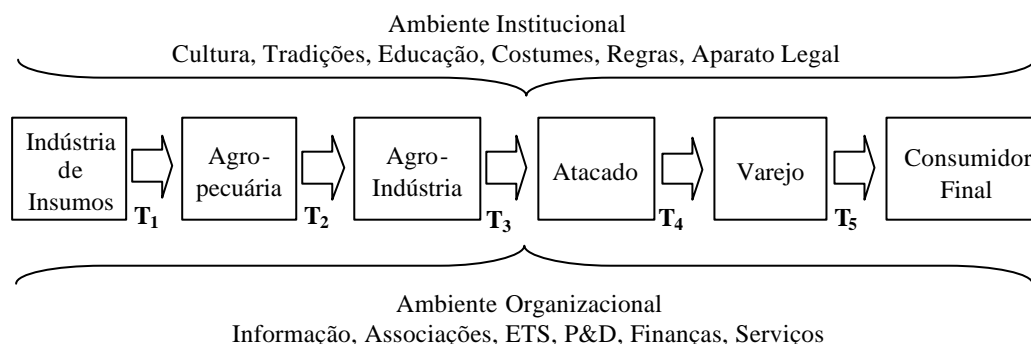 Ambiente Institucional
Cultura, Tradições, Educação, Costumes, Regras, Aparato Legal
Indústria
de
Insumos
T1
Agro-
pecuária
T2
Agro-
Indústria
T3
Atacado
T4
Varejo
T5
Consumidor
Final
Ambiente Organizacional
Informação, Associações, ETS, P&D, Finanças, Serviços